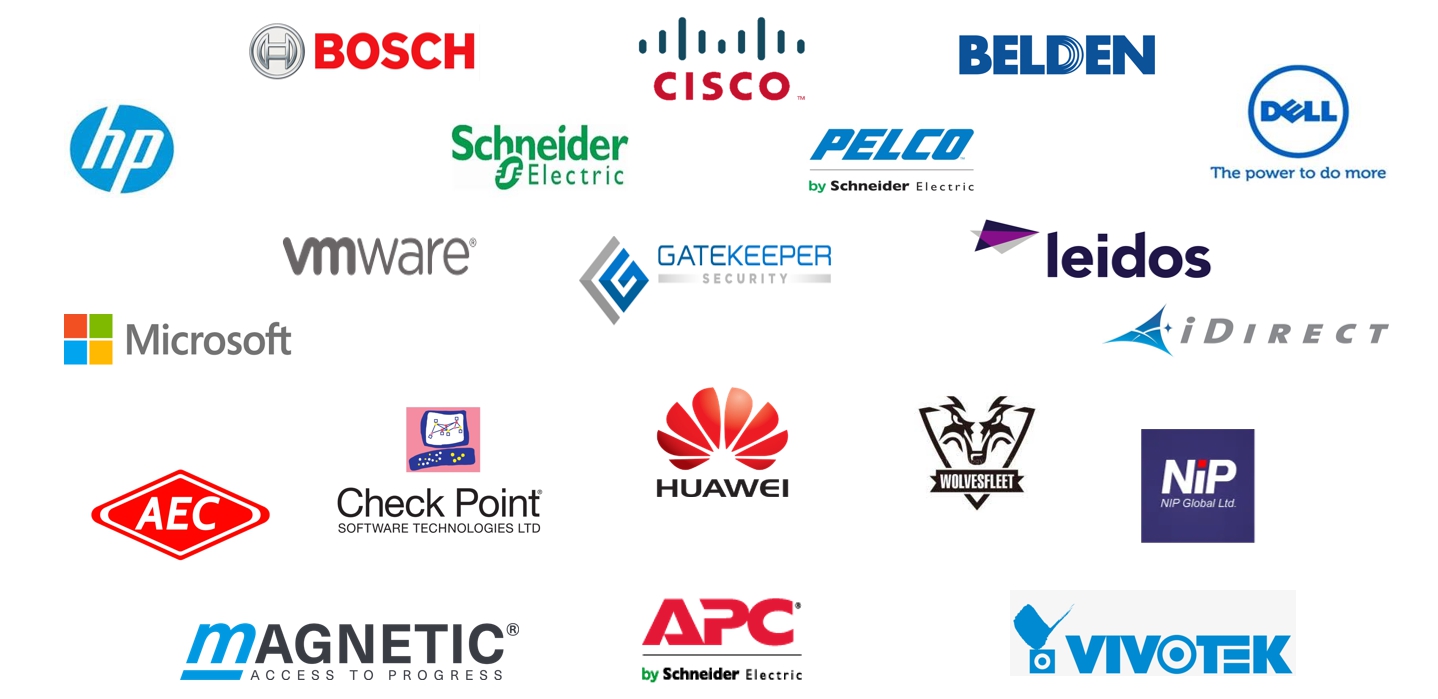 BOSCH
CISCO™
BELDEN
DELL
The power to do more
hp
Schneider
Electric
PELCO™
by Schneider Electric
vmware®
GATEKEEPER
SECURITY
leidos
Microsoft
iDIRECT
Check Point®
SOFTWARE TECHNOLOGIES LTD
HUAWEI
WOLVESFLEET
NiP
NIP Global Ltd.
AEC
mAGNETIC®
ACCESS TO PROGRESS
APC®
by Schneider Electric
VIVOTEK